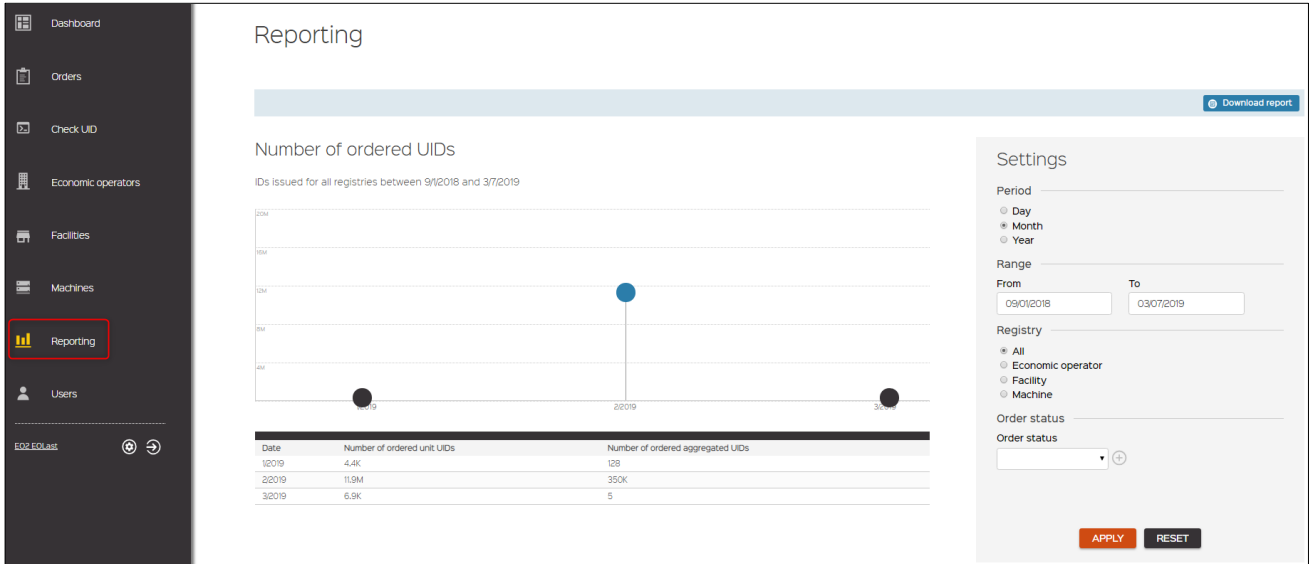 Dashboard
Orders
Check UID
Economic operators
Facilities
Machines
Reporting
Users
EO2 EOLast
Reporting
Download report
Number of ordered UIDs
IDs issued for all registries between 9/1/2018 and 3/7/2019
20M
16M
12M
8M
4M
1/2019 2/2019 3/2019
Date Number of ordered unit UIDs Number of ordered aggregated UIDs
1/2019 4,4K 128
2/2019 11,9M 350K
3/2019 6.9K 5
Settings
Period
Day
Month
Year
Range
From To
09/01/2018 03/07/2019
Registry
All
Economic operator
Facility
Machine
Order status
Order status
APPLY RESET